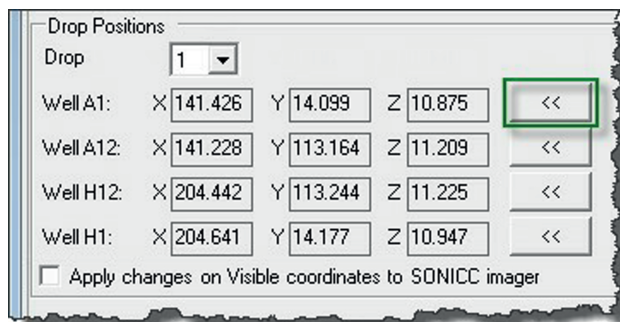 Drop Positions
Drop 1
Well A1: X 141.426 Y 14.099 Z 10.875 <<
Well A12: X 141.228 Y 113.164 Z 11.209 <<
Well H12: X 204.442 Y 113.244 Z 11.225 <<
Well H1: X 204.641 Y 14.177 Z 10.947 <<
Apply changes on Visible coordinates to SONICC imager